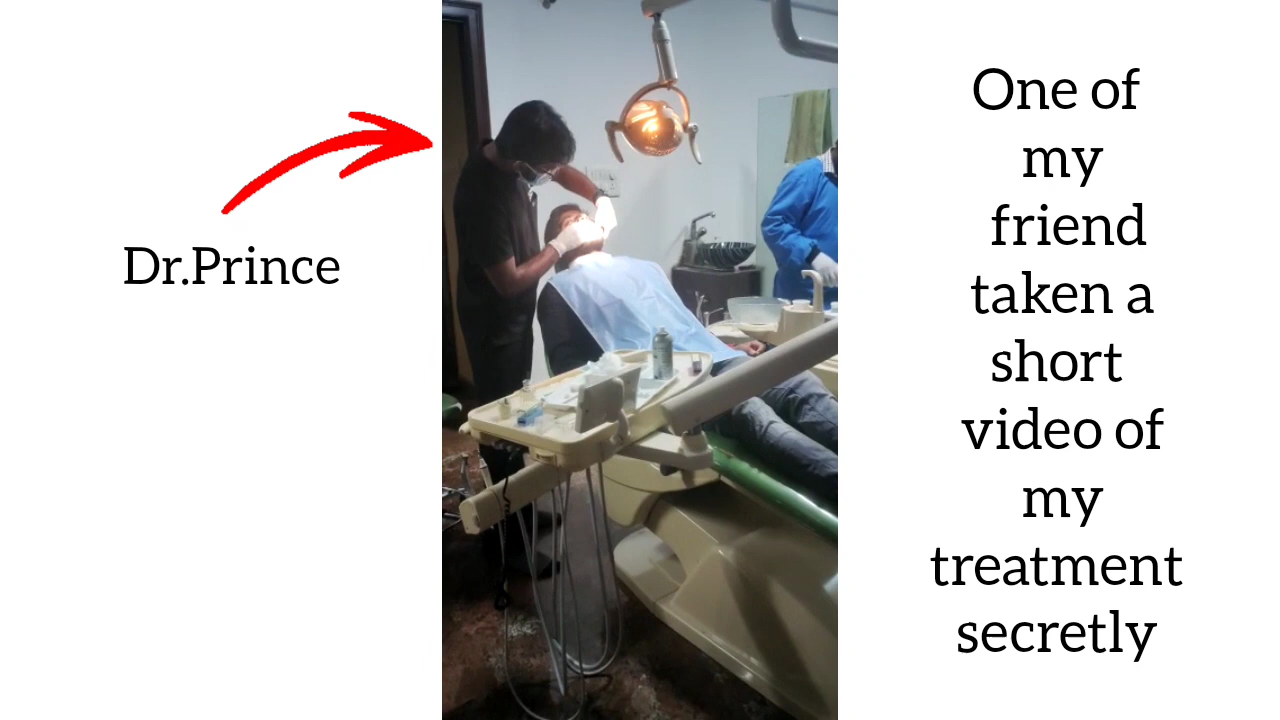 Dr.Prince
One of
my
friend
taken a
short
video of
my
treatment
secretly